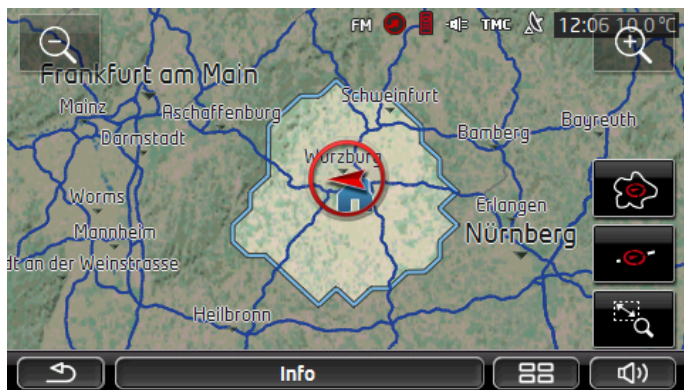 FM TMC 12:06 10.0 °C
Frankfurt am Main
Mainz
Aschaffenburg
Schweinfurt
Darmstadt
Bamberg
Bayreuth
Würzburg
Worms
Erlangen
Mannheim
Nürnberg
dt an der Weinstrasse
Heilbronn
Info